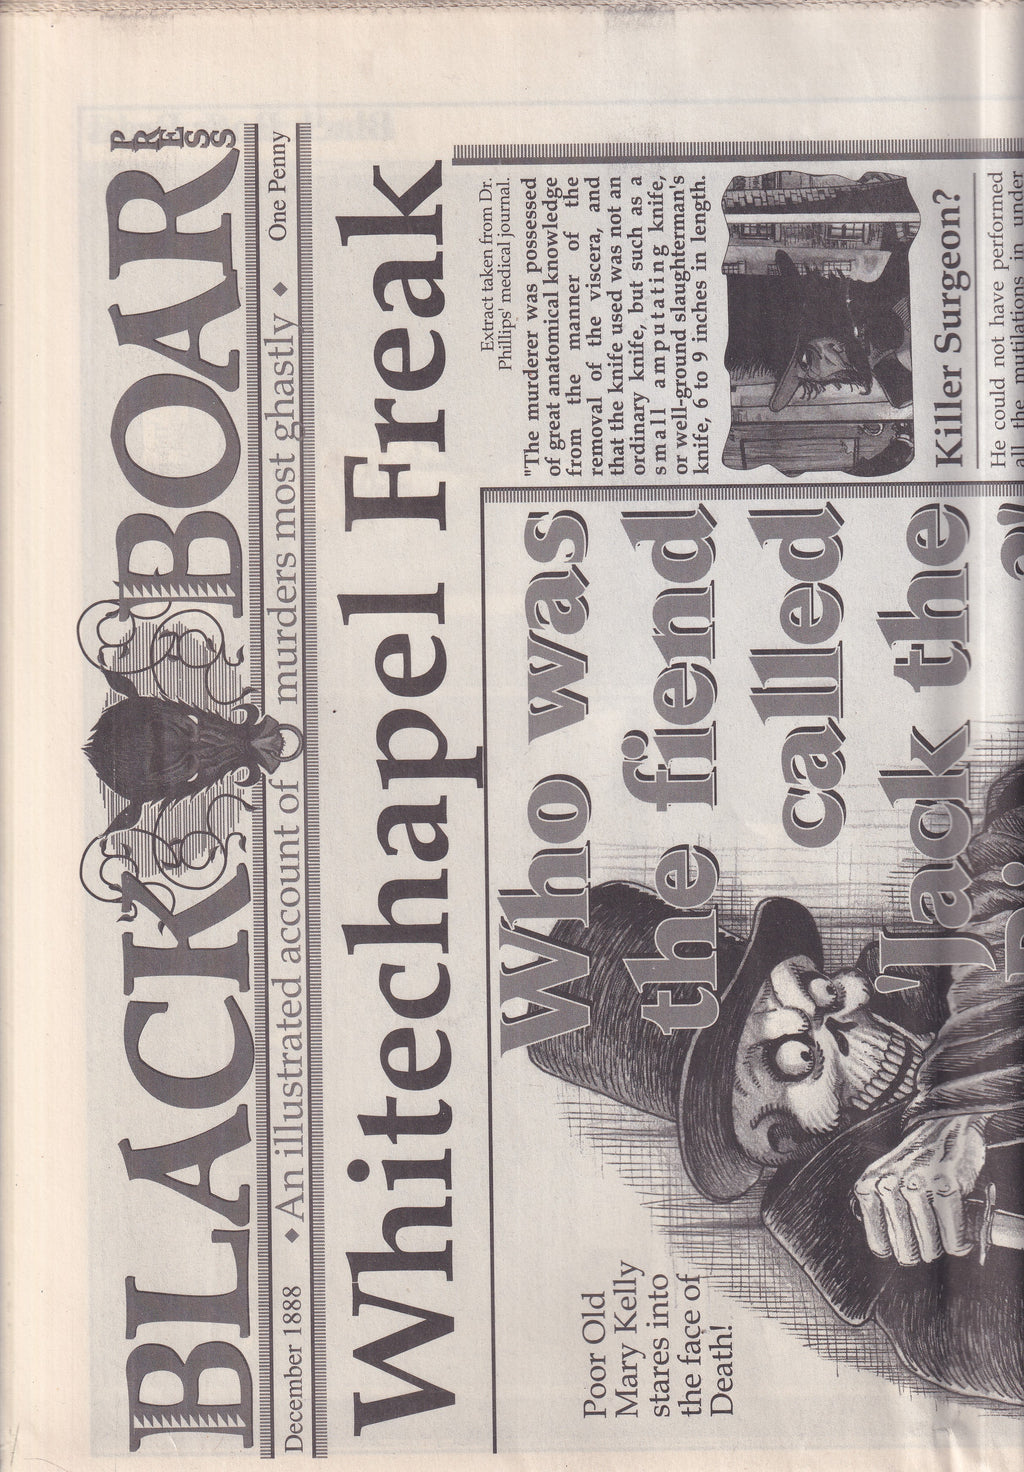 BLACK BOAR PRESS
December 1888 ♦ An illustrated account of murders most ghastly ♦ One Penny
Whitechapel Freak
Poor Old
Mary Kelly
stares into
the face of
Death!
Who was
the fiend
called
'Jack the
Extract taken from Dr.
Phillips' medical journal.
"The murderer was possessed
of great anatomical knowledge
from the manner of the
removal of the viscera, and
that the knife used was not an
ordinary knife, but such as a
small amputating knife,
or well-ground slaughterman's
knife, 6 to 9 inches in length.
Killer Surgeon?
He could not have performed
all the mutilations in under